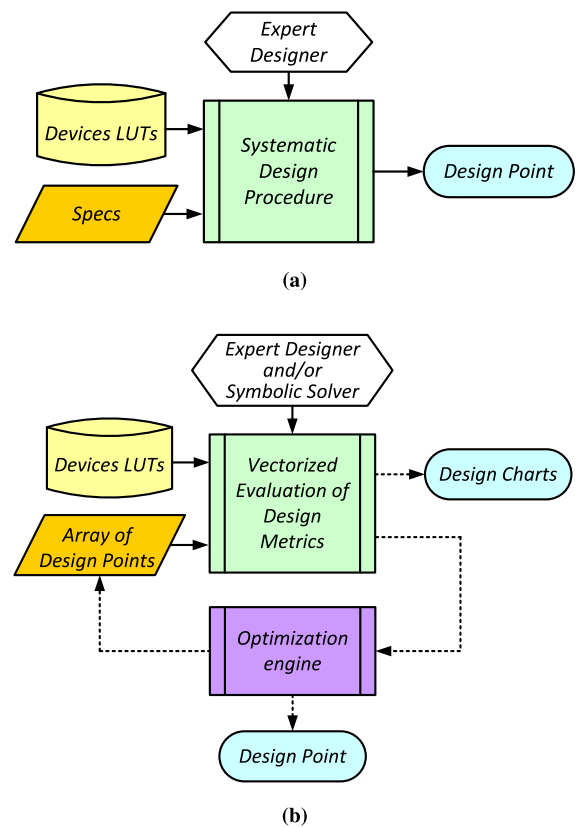 Expert
Designer
Devices LUTs
Systematic
Design
Procedure
Design Point
Specs
(a)
Expert Designer
and/or
Symbolic Solver
Devices LUTs
Vectorized
Evaluation of
Design
Metrics
Design Charts
Array of
Design Points
Optimization
engine
Design Point
(b)